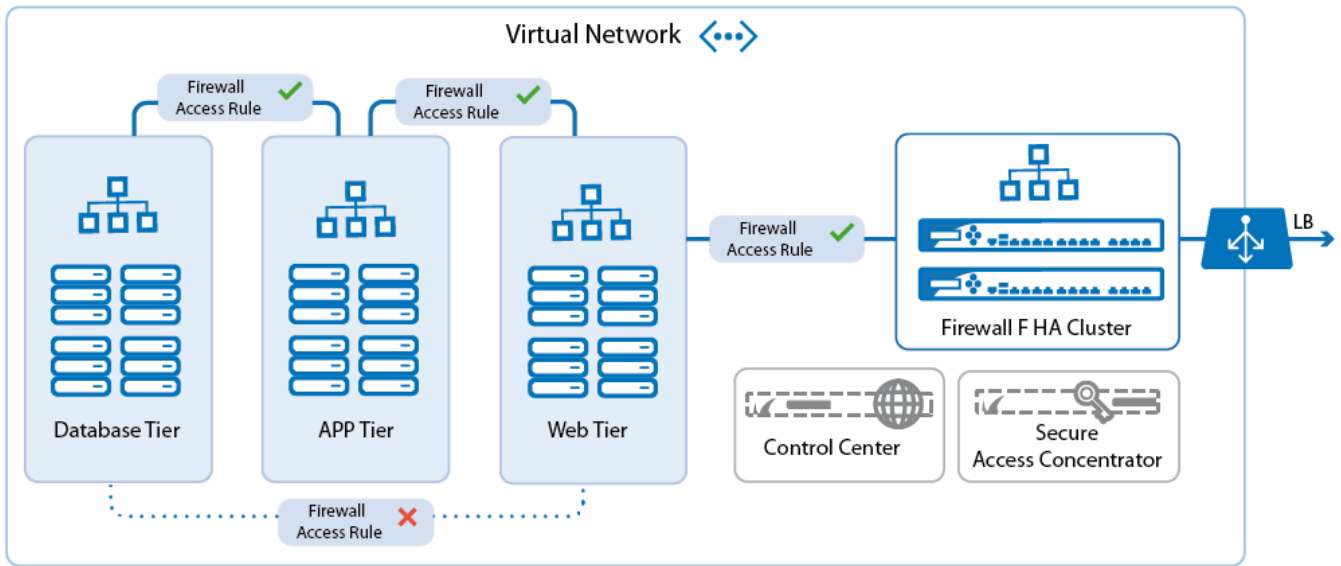 Virtual Network
Firewall
Access Rule
Firewall
Access Rule
Firewall
Access Rule
LB
Firewall F HA Cluster
Database Tier
APP Tier
Web Tier
Control Center
Secure
Access Concentrator
Firewall
Access Rule